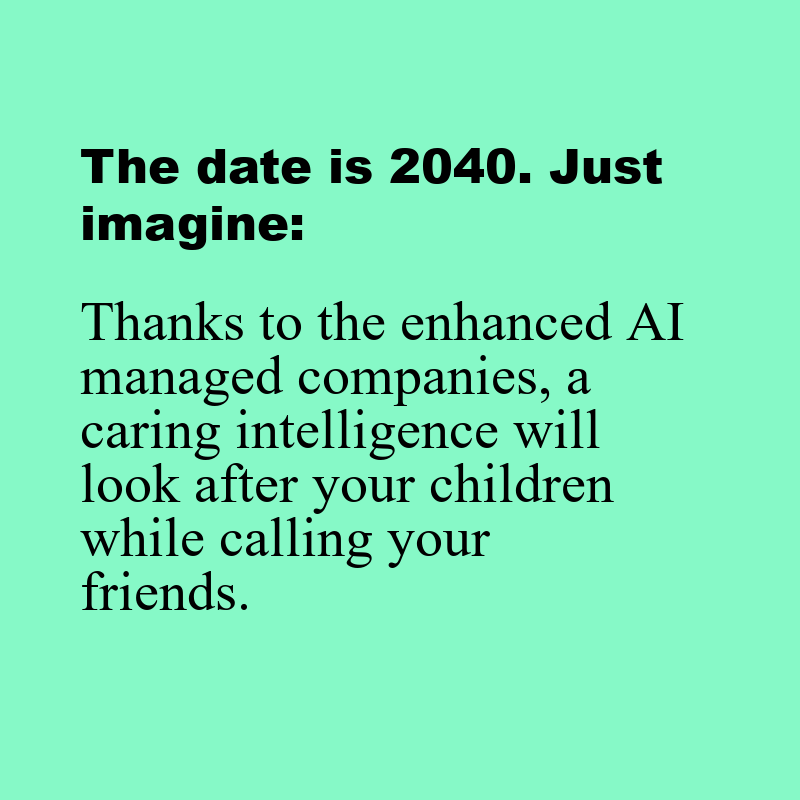 The date is 2040. Just
imagine:
Thanks to the enhanced AI
managed companies, a
caring intelligence will
look after your children
while calling your
friends.